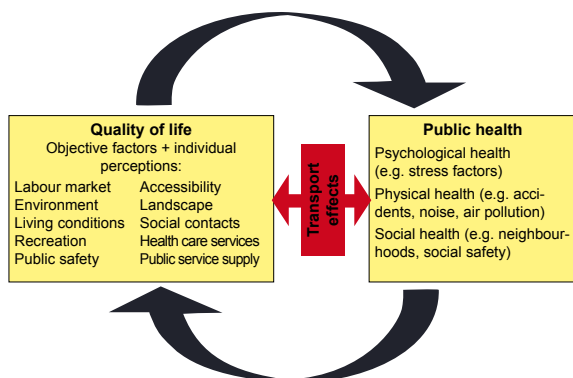 Quality of life
Objective factors + individual
perceptions:
Labour market Accessibility
Environment Landscape
Living conditions Social contacts
Recreation Health care services
Public safety Public service supply
Transport
effects
Public health
Psychological health
(e.g. stress factors)
Physical health (e.g. acci-
dents, noise, air pollution)
Social health (e.g. neighbour-
hoods, social safety)